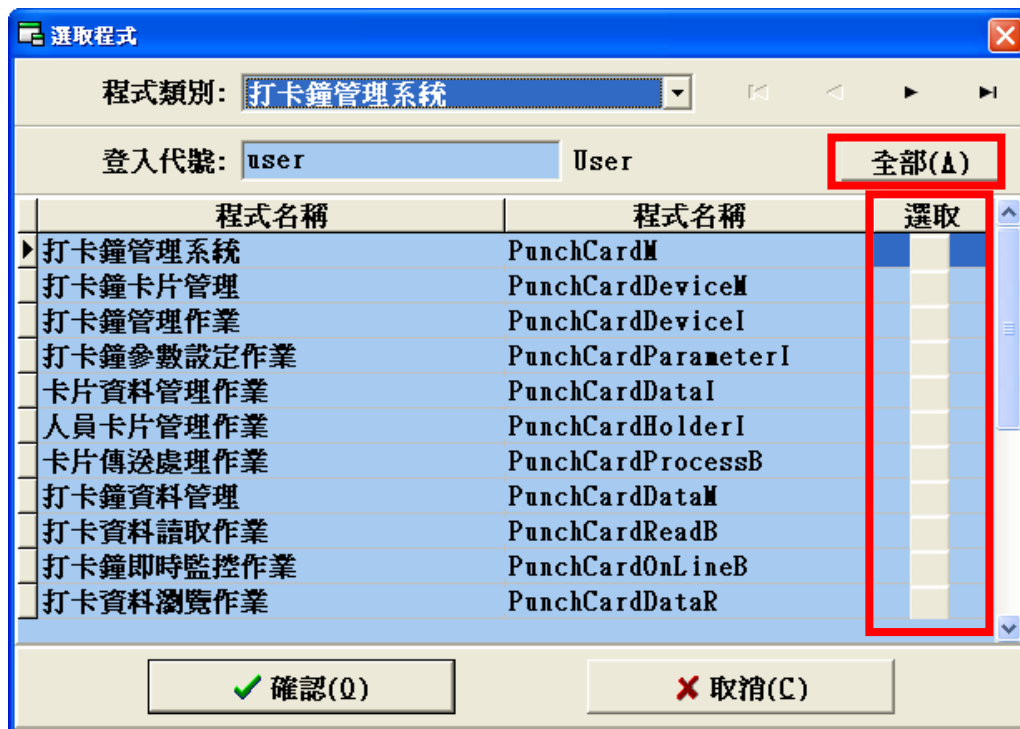 選取程式
程式類別: 打卡鐘管理系統
登入代號: user User 全部(A)
程式名稱 程式名稱 選取
打卡鐘管理系統 PunchCardM
打卡鐘卡片管理 PunchCardDeviceM
打卡鐘管理作業 PunchCardDeviceI
打卡鐘參數設定作業 PunchCardParameterI
卡片資料管理作業 PunchCardDataI
人員卡片管理作業 PunchCardHolderI
卡片傳送處理作業 PunchCardProcessB
打卡鐘資料管理 PunchCardDataM
打卡資料讀取作業 PunchCardReadB
打卡鐘即時監控作業 PunchCardOnLineB
打卡資料瀏覽作業 PunchCardDataR
確認(O) 取消(C)